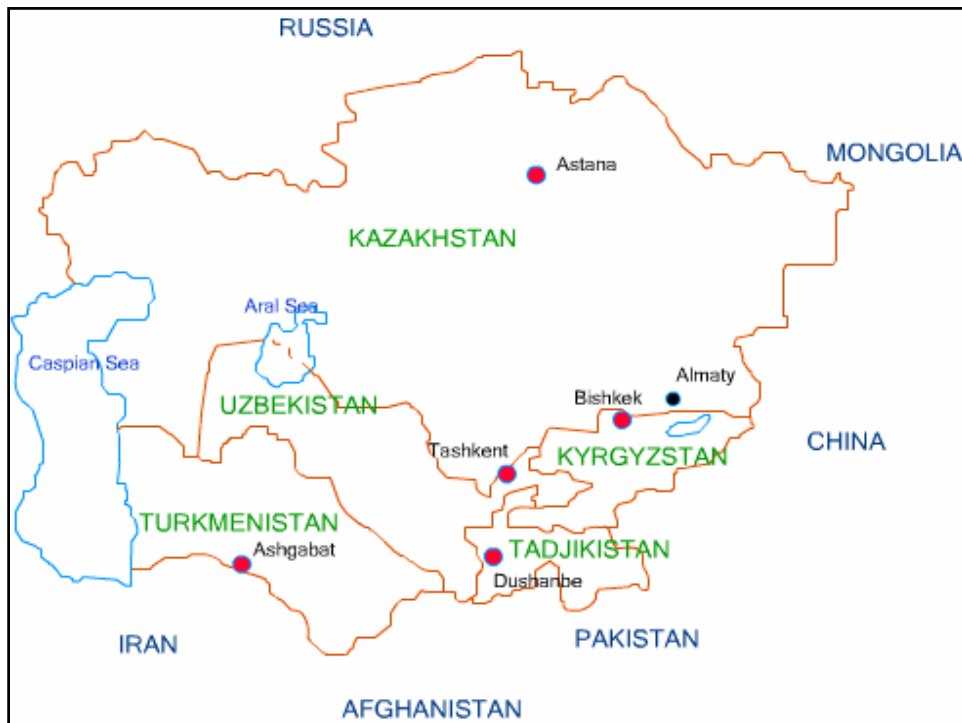 RUSSIA
MONGOLIA
Astana
KAZAKHSTAN
Aral Sea
Caspian Sea
Almaty
Bishkek
UZBEKISTAN
CHINA
Tashkent
KYRGYZSTAN
TURKMENISTAN
Ashgabat
TADJIKISTAN
Dushanbe
IRAN
PAKISTAN
AFGHANISTAN